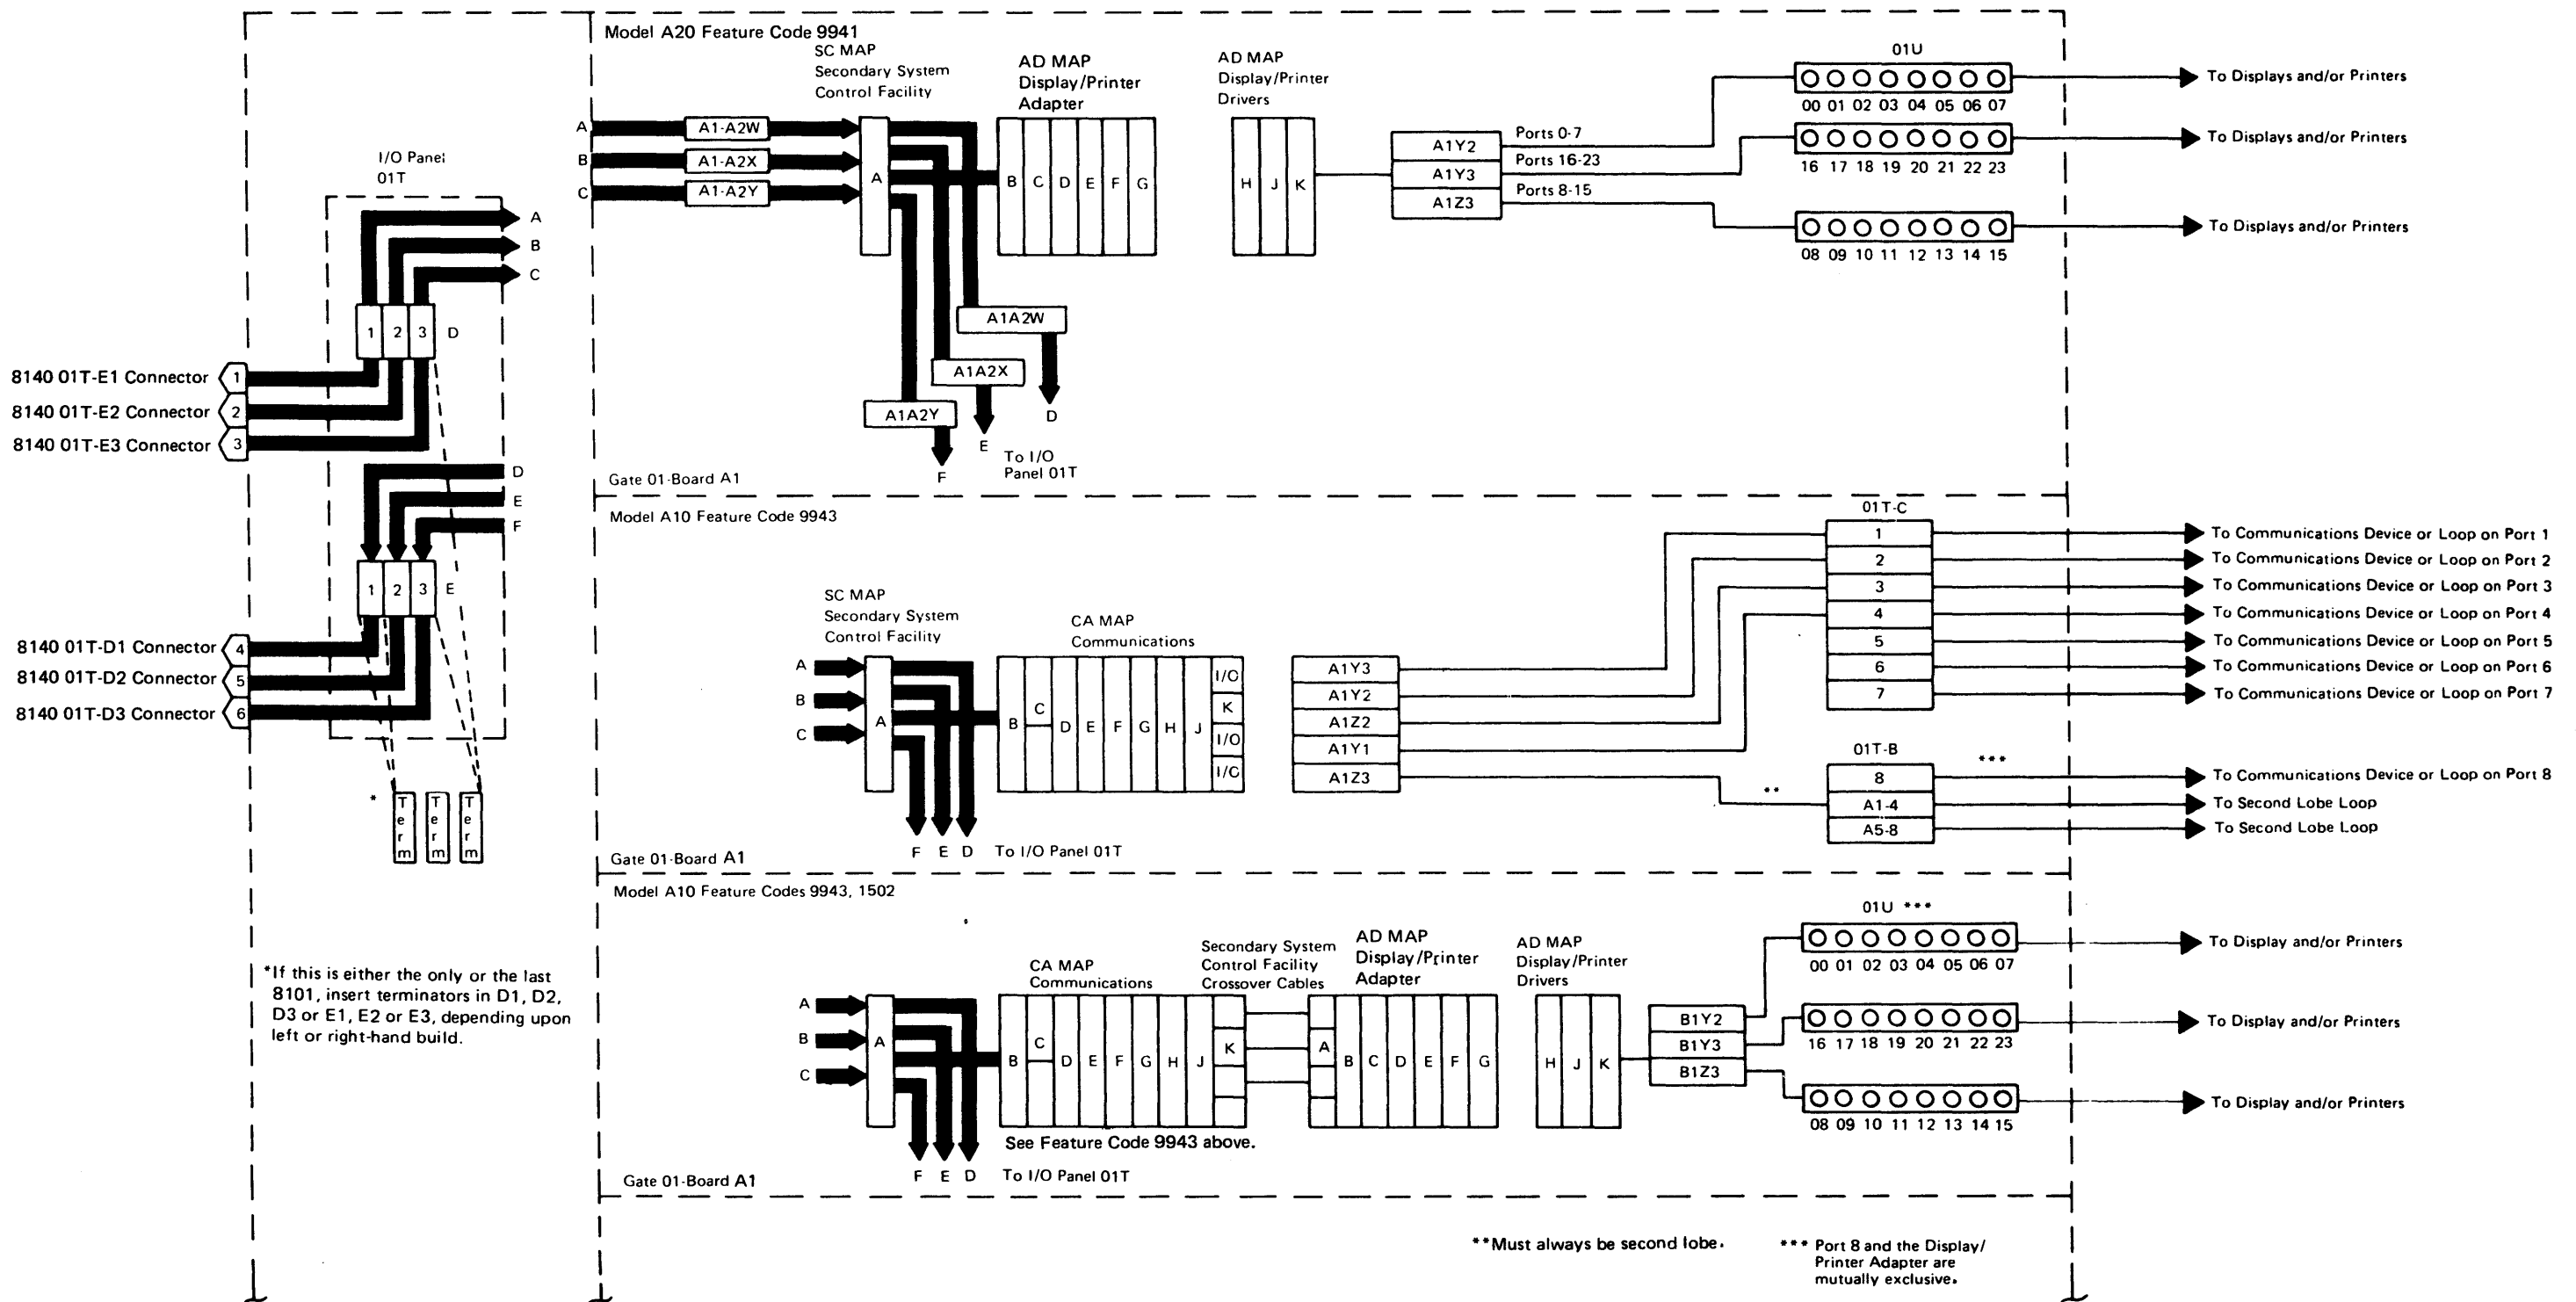 Model A20 Feature Code 9941
SC MAP
Secondary System
Control Facility
AD MAP
Display/Printer
Adapter
AD MAP
Display/Printer
Drivers
01U
00 01 02 03 04 05 06 07
To Displays and/or Printers
16 17 18 19 20 21 22 23
To Displays and/or Printers
08 09 10 11 12 13 14 15
To Displays and/or Printers
A
A1-A2W
B
A1-A2X
C
A1-A2Y
A
B C D E F G
H J K
A1Y2
Ports 0-7
A1Y3
Ports 16-23
A1Z3
Ports 8-15
A1A2W
A1A2X
A1A2Y
D
E
F
To I/O
Panel 01T
Gate 01-Board A1
I/O Panel
01T
A
B
C
1 2 3 D
8140 01T-E1 Connector 1
8140 01T-E2 Connector 2
8140 01T-E3 Connector 3
D
E
F
1 2 3 E
8140 01T-D1 Connector 4
8140 01T-D2 Connector 5
8140 01T-D3 Connector 6
*
Term
Term
Term
*If this is either the only or the last
8101, insert terminators in D1, D2,
D3 or E1, E2 or E3, depending upon
left or right-hand build.
Model A10 Feature Code 9943
SC MAP
Secondary System
Control Facility
CA MAP
Communications
A
B
C
A
B C D E F G H J
I/O
K
I/O
I/O
A1Y3
A1Y2
A1Z2
A1Y1
A1Z3
01T-C
1 To Communications Device or Loop on Port 1
2 To Communications Device or Loop on Port 2
3 To Communications Device or Loop on Port 3
4 To Communications Device or Loop on Port 4
5 To Communications Device or Loop on Port 5
6 To Communications Device or Loop on Port 6
7 To Communications Device or Loop on Port 7
01T-B
***
8 To Communications Device or Loop on Port 8
**
A1-4 To Second Lobe Loop
A5-8 To Second Lobe Loop
F E D To I/O Panel 01T
Gate 01-Board A1
Model A10 Feature Codes 9943, 1502
CA MAP
Communications
Secondary System
Control Facility
Crossover Cables
AD MAP
Display/Printer
Adapter
AD MAP
Display/Printer
Drivers
A
B
C
A
B C D E F G H J K
A B C D E F G
H J K
B1Y2
B1Y3
B1Z3
01U ***
00 01 02 03 04 05 06 07
To Display and/or Printers
16 17 18 19 20 21 22 23
To Display and/or Printers
08 09 10 11 12 13 14 15
To Display and/or Printers
See Feature Code 9943 above.
F E D To I/O Panel 01T
Gate 01-Board A1
**Must always be second lobe.
*** Port 8 and the Display/
Printer Adapter are
mutually exclusive.